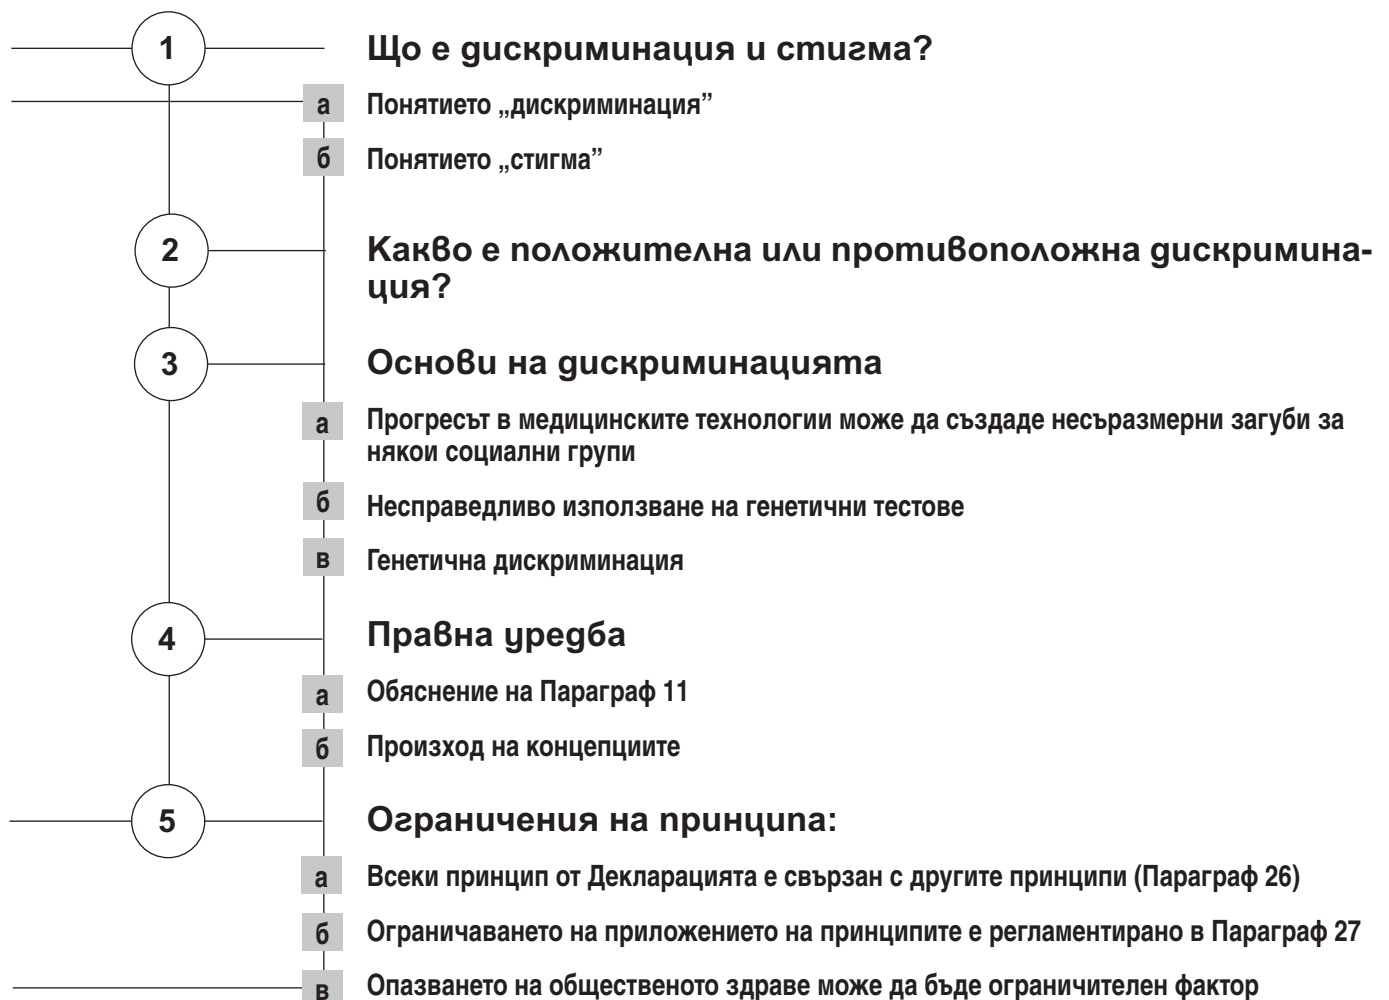 1 Що е дискриминация и стигма?
а Понятието „дискриминация”
б Понятието „стигма”
2 Какво е положителна или противоположна дискримина-
ция?
3 Основи на дискриминацията
а Прогресът в медицинските технологии може да създаде несъразмерни загуби за
някои социални групи
б Несправедливо използване на генетични тестове
в Генетична дискриминация
4 Правна уредба
а Обяснение на Параграф 11
б Произход на концепциите
5 Ограничения на принципа:
а Всеки принцип от Декларацията е свързан с другите принципи (Параграф 26)
б Ограничаването на приложението на принципите е регламентирано в Параграф 27
в Опазването на общественото здраве може да бъде ограничителен фактор